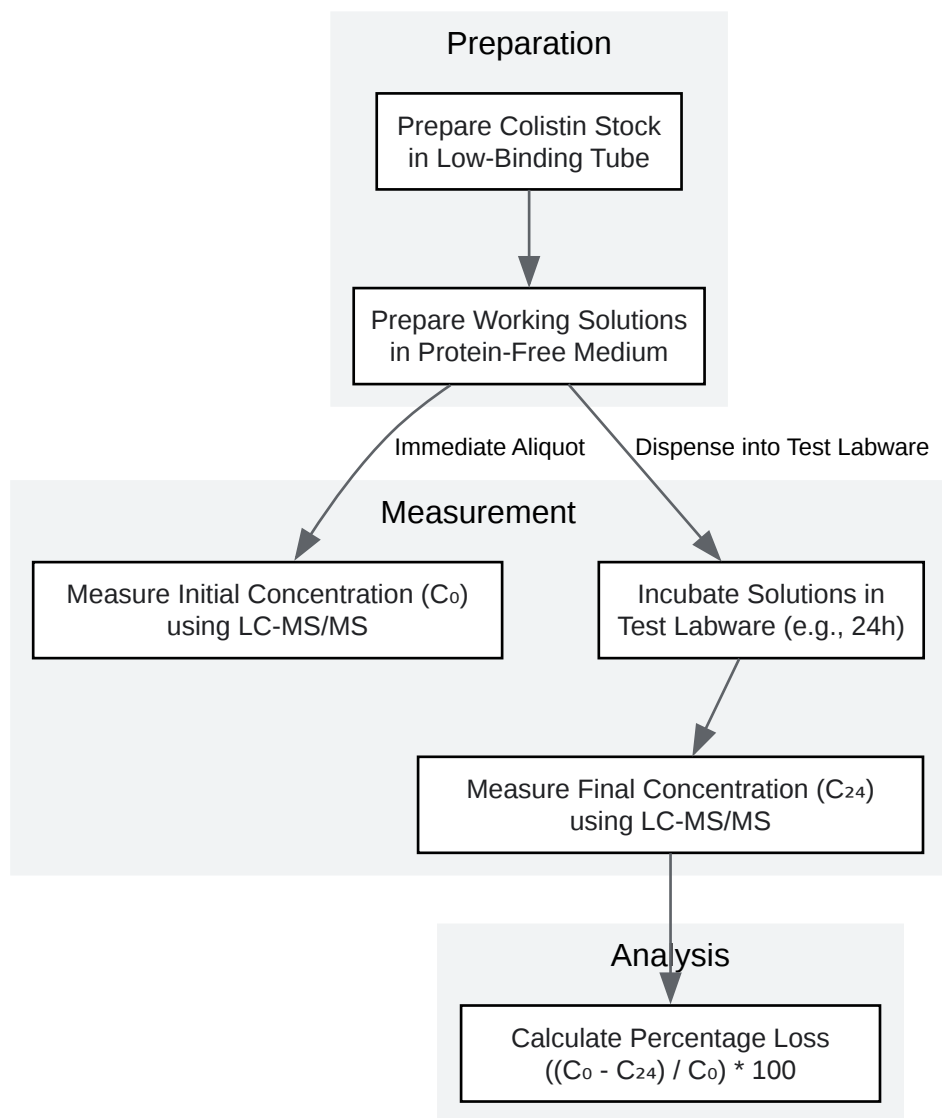 Preparation
Prepare Colistin Stock
in Low-Binding Tube
Prepare Working Solutions
in Protein-Free Medium
Immediate Aliquot
Dispense into Test Labware
Measurement
Measure Initial Concentration (C₀)
using LC-MS/MS
Incubate Solutions in
Test Labware (e.g., 24h)
Measure Final Concentration (C₂₄)
using LC-MS/MS
Analysis
Calculate Percentage Loss
((C₀ - C₂₄) / C₀) * 100